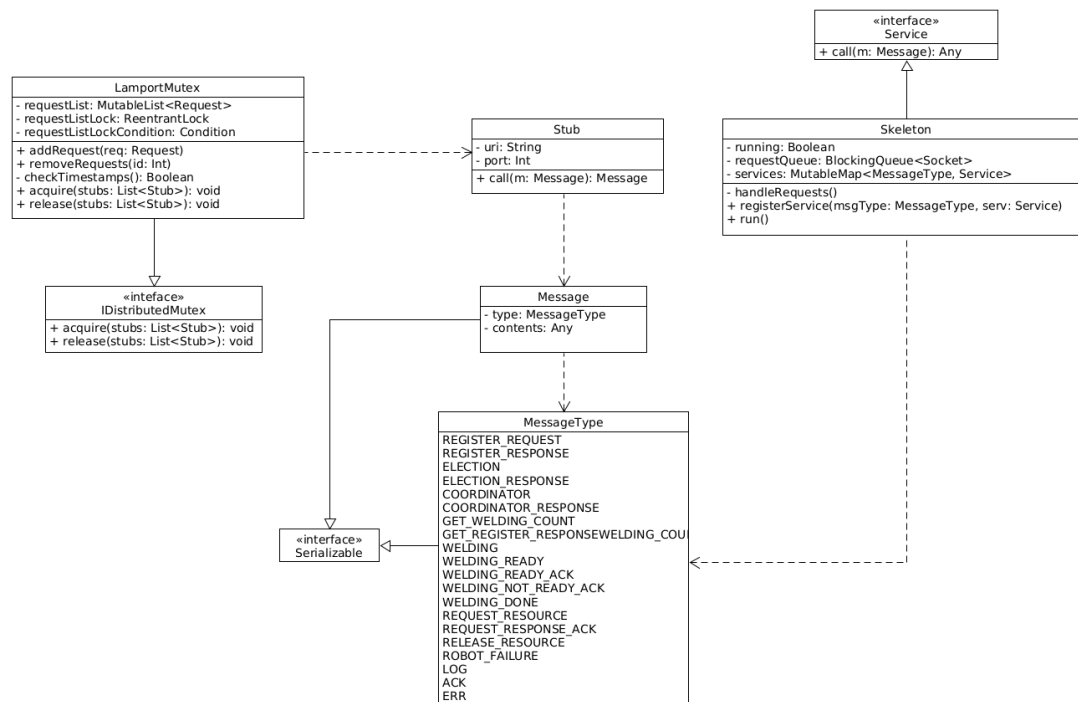 «interface»
Service
+ call(m: Message): Any
LamportMutex
- requestList: MutableList<Request>
- requestListLock: ReentrantLock
- requestListLockCondition: Condition
+ addRequest(req: Request)
+ removeRequests(id: Int)
- checkTimestamps(): Boolean
+ acquire(stubs: List<Stub>): void
+ release(stubs: List<Stub>): void
Stub
- uri: String
- port: Int
+ call(m: Message): Message
Skeleton
- running: Boolean
- requestQueue: BlockingQueue<Socket>
- services: MutableMap<MessageType, Service>
- handleRequests()
+ registerService(msgType: MessageType, serv: Service)
+ run()
«inteface»
IDistributedMutex
+ acquire(stubs: List<Stub>): void
+ release(stubs: List<Stub>): void
Message
- type: MessageType
- contents: Any
MessageType
REGISTER_REQUEST
REGISTER_RESPONSE
ELECTION
ELECTION_RESPONSE
COORDINATOR
COORDINATOR_RESPONSE
GET_WELDING_COUNT
GET_REGISTER_RESPONSEWELDING_COU
WELDING
WELDING_READY
WELDING_READY_ACK
WELDING_NOT_READY_ACK
WELDING_DONE
REQUEST_RESOURCE
REQUEST_RESPONSE_ACK
RELEASE_RESOURCE
ROBOT_FAILURE
LOG
ACK
ERR
«interface»
Serializable